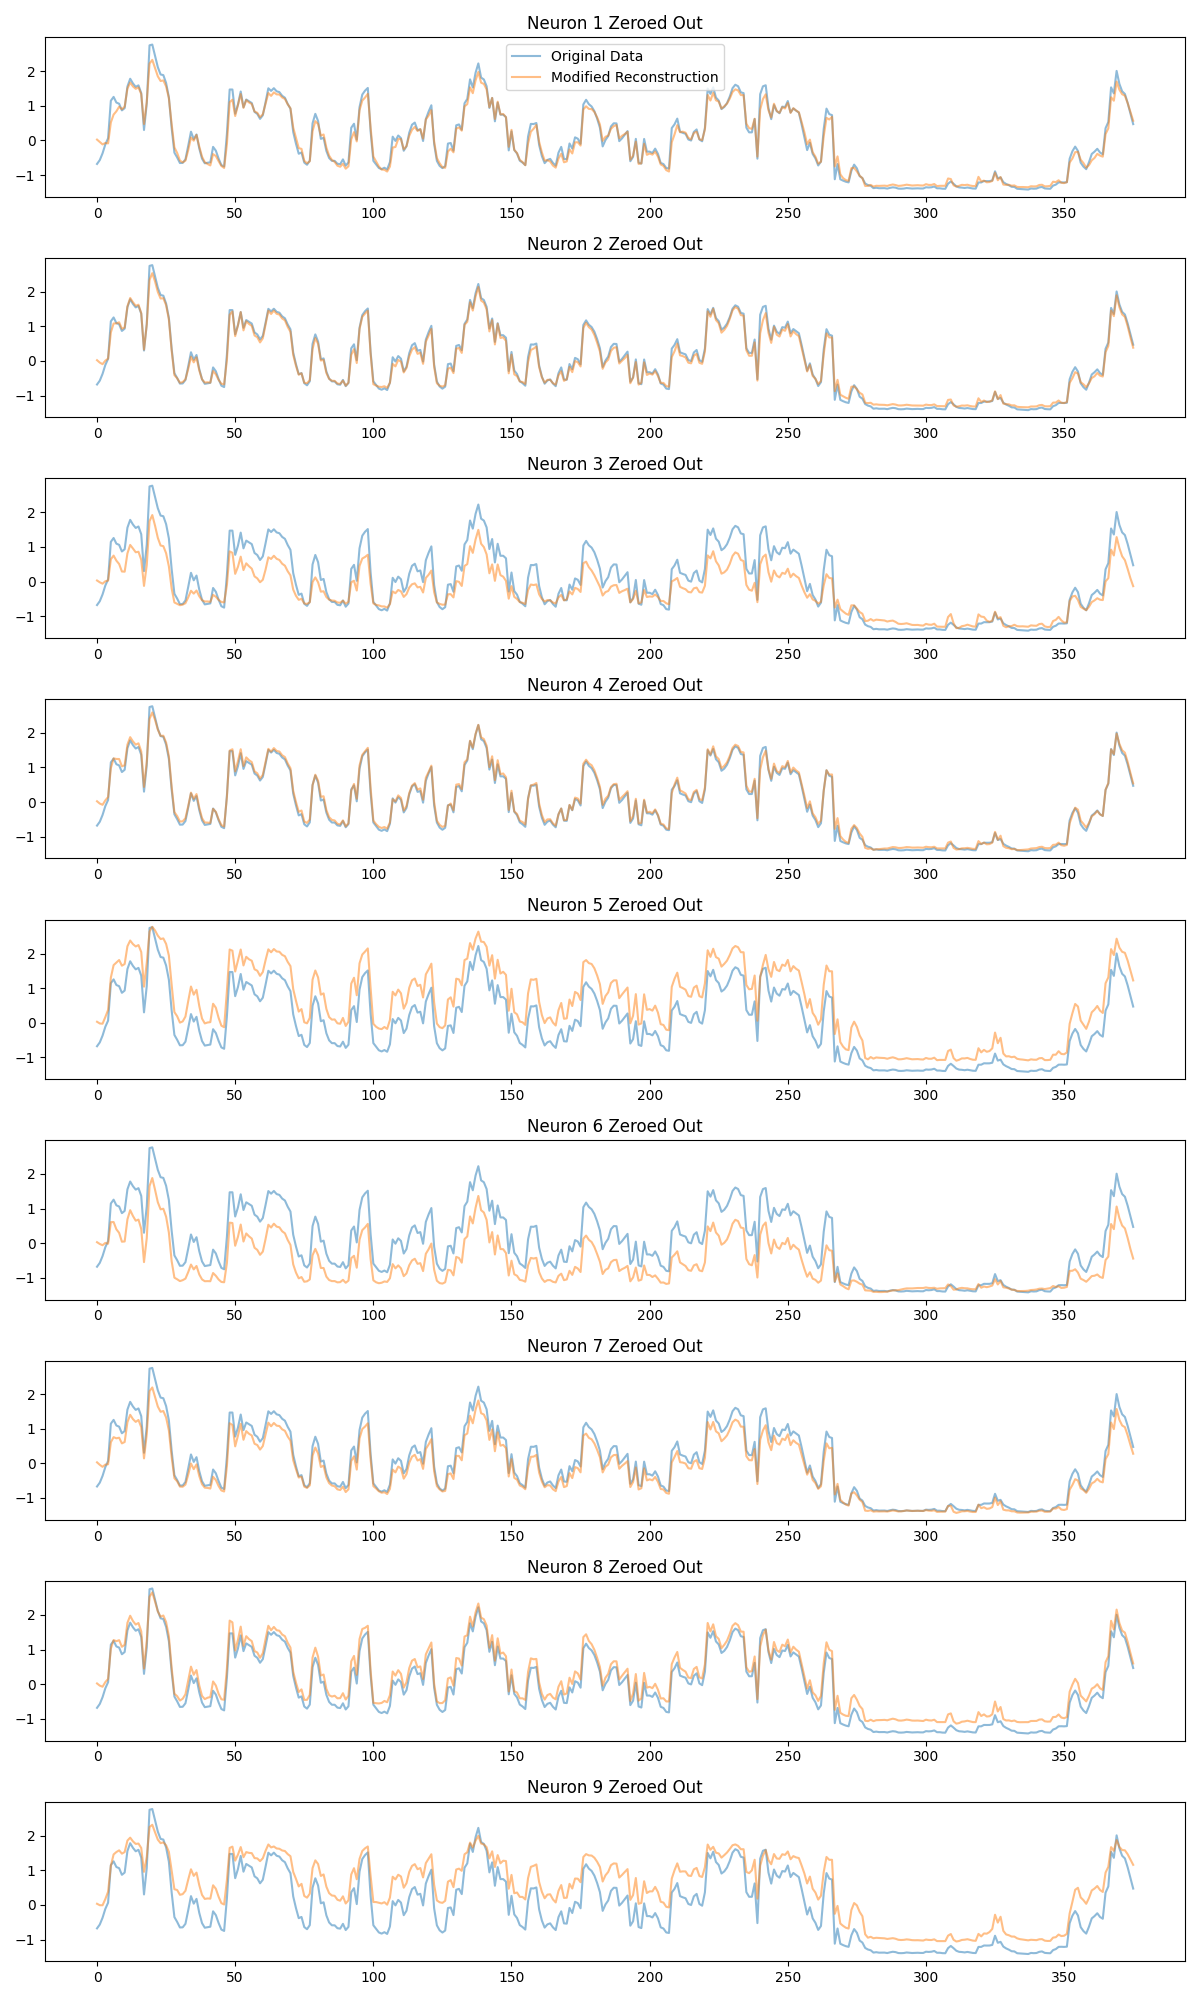 Neuron 1 Zeroed Out
Original Data
Modified Reconstruction
2
1
0
−1
0 50 100 150 200 250 300 350
Neuron 2 Zeroed Out
2
1
0
−1
0 50 100 150 200 250 300 350
Neuron 3 Zeroed Out
2
1
0
−1
0 50 100 150 200 250 300 350
Neuron 4 Zeroed Out
2
1
0
−1
0 50 100 150 200 250 300 350
Neuron 5 Zeroed Out
2
1
0
−1
0 50 100 150 200 250 300 350
Neuron 6 Zeroed Out
2
1
0
−1
0 50 100 150 200 250 300 350
Neuron 7 Zeroed Out
2
1
0
−1
0 50 100 150 200 250 300 350
Neuron 8 Zeroed Out
2
1
0
−1
0 50 100 150 200 250 300 350
Neuron 9 Zeroed Out
2
1
0
−1
0 50 100 150 200 250 300 350